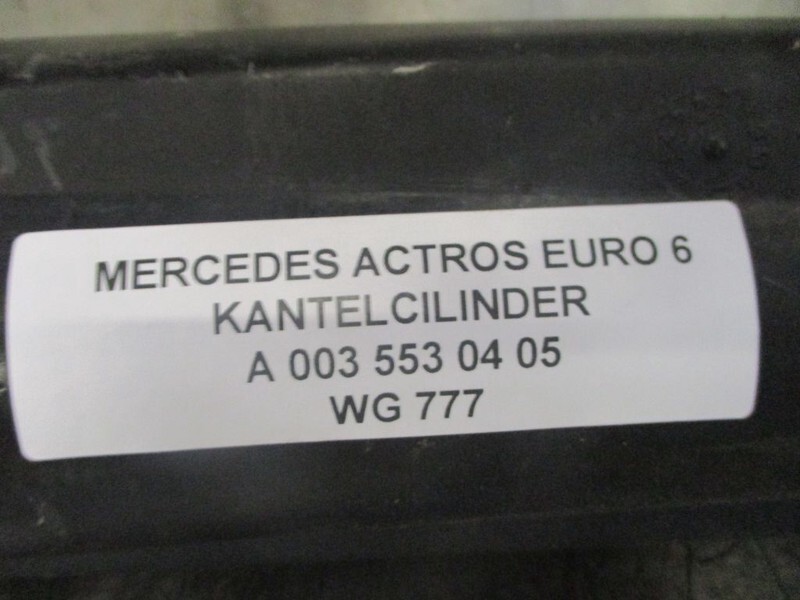 MERCEDES ACTROS EURO 6
KANTELCILINDER
A 003 553 04 05
WG 777